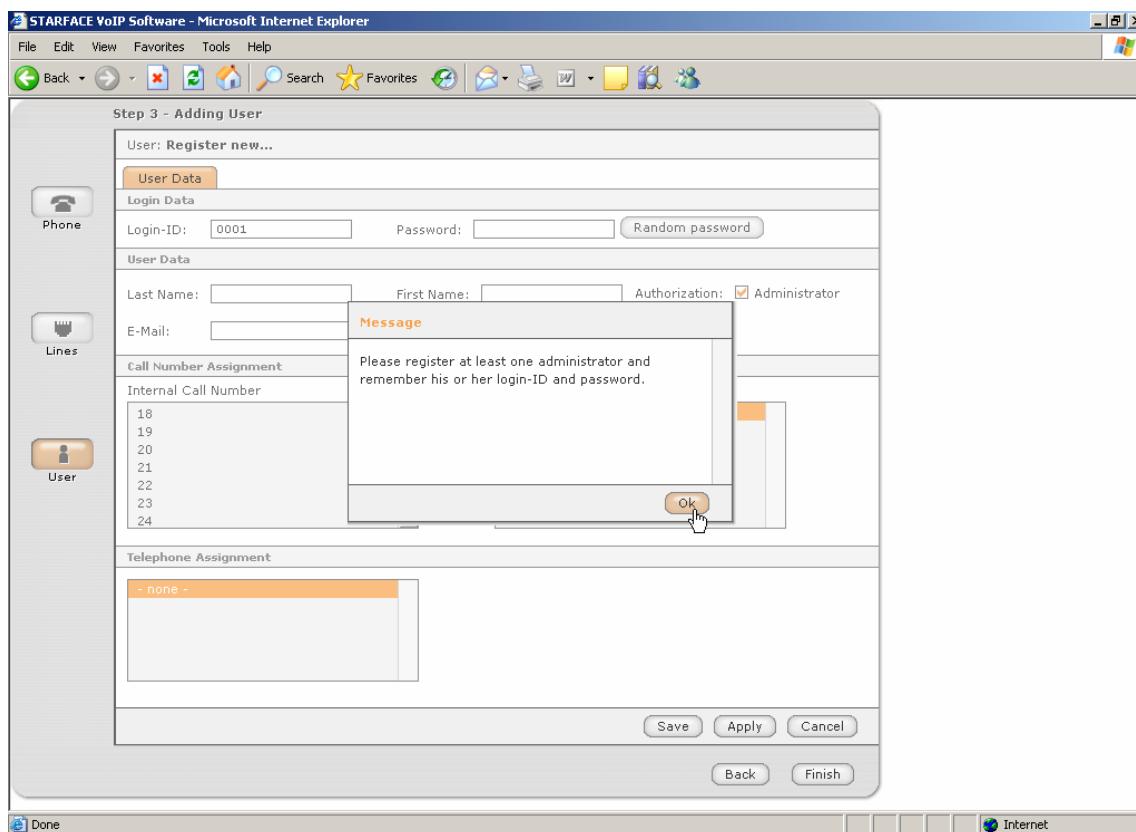 STARFACE VoIP Software - Microsoft Internet Explorer
File Edit View Favorites Tools Help
Back Search Favorites
Step 3 - Adding User
User: Register new...
User Data
Login Data
Phone
Login-ID: 0001 Password: Random password
User Data
Last Name: First Name: Authorization: Administrator
Message
E-Mail:
Lines
Please register at least one administrator and
remember his or her login-ID and password.
Call Number Assignment
Internal Call Number
18
19
20
21
22
23
24
User
Ok
Telephone Assignment
- none -
Save Apply Cancel
Back Finish
Done Internet